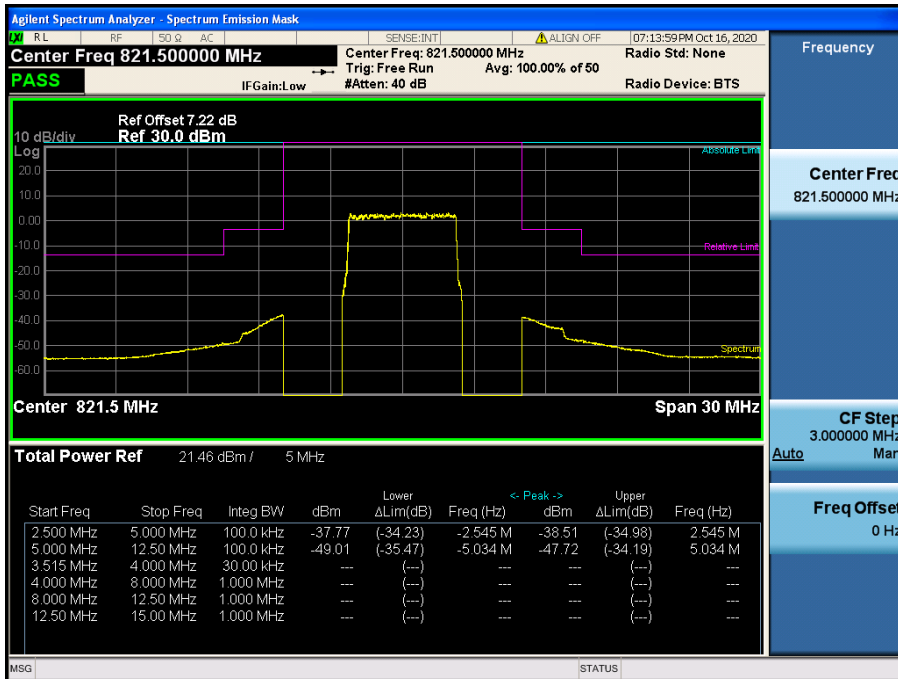 Agilent Spectrum Analyzer - Spectrum Emission Mask
LXI RL RF 50 Ω AC SENSE:INT ALIGN OFF 07:13:59 PM Oct 16, 2020
Center Freq 821.500000 MHz Center Freq: 821.500000 MHz Radio Std: None
Trig: Free Run Avg: 100.00% of 50
PASS IFGain:Low #Atten: 40 dB Radio Device: BTS
Ref Offset 7.22 dB
10 dB/div Ref 30.0 dBm
Log
Absolute Limit
20.0
10.0
0.00
-10.0
Relative Limit
-20.0
-30.0
-40.0
-50.0
Spectrum
-60.0
Center 821.5 MHz Span 30 MHz
Total Power Ref 21.46 dBm / 5 MHz
Lower <- Peak -> Upper
Start Freq Stop Freq Integ BW dBm ΔLim(dB) Freq (Hz) dBm ΔLim(dB) Freq (Hz)
2.500 MHz 5.000 MHz 100.0 kHz -37.77 (-34.23) -2.545 M -38.51 (-34.98) 2.545 M
5.000 MHz 12.50 MHz 100.0 kHz -49.01 (-35.47) -5.034 M -47.72 (-34.19) 5.034 M
3.515 MHz 4.000 MHz 30.00 kHz --- (---) --- --- (---) ---
4.000 MHz 8.000 MHz 1.000 MHz --- (---) --- --- (---) ---
8.000 MHz 12.50 MHz 1.000 MHz --- (---) --- --- (---) ---
12.50 MHz 15.00 MHz 1.000 MHz --- (---) --- --- (---) ---
MSG STATUS
Frequency
Center Freq
821.500000 MHz
CF Step
3.000000 MHz
Auto Man
Freq Offset
0 Hz